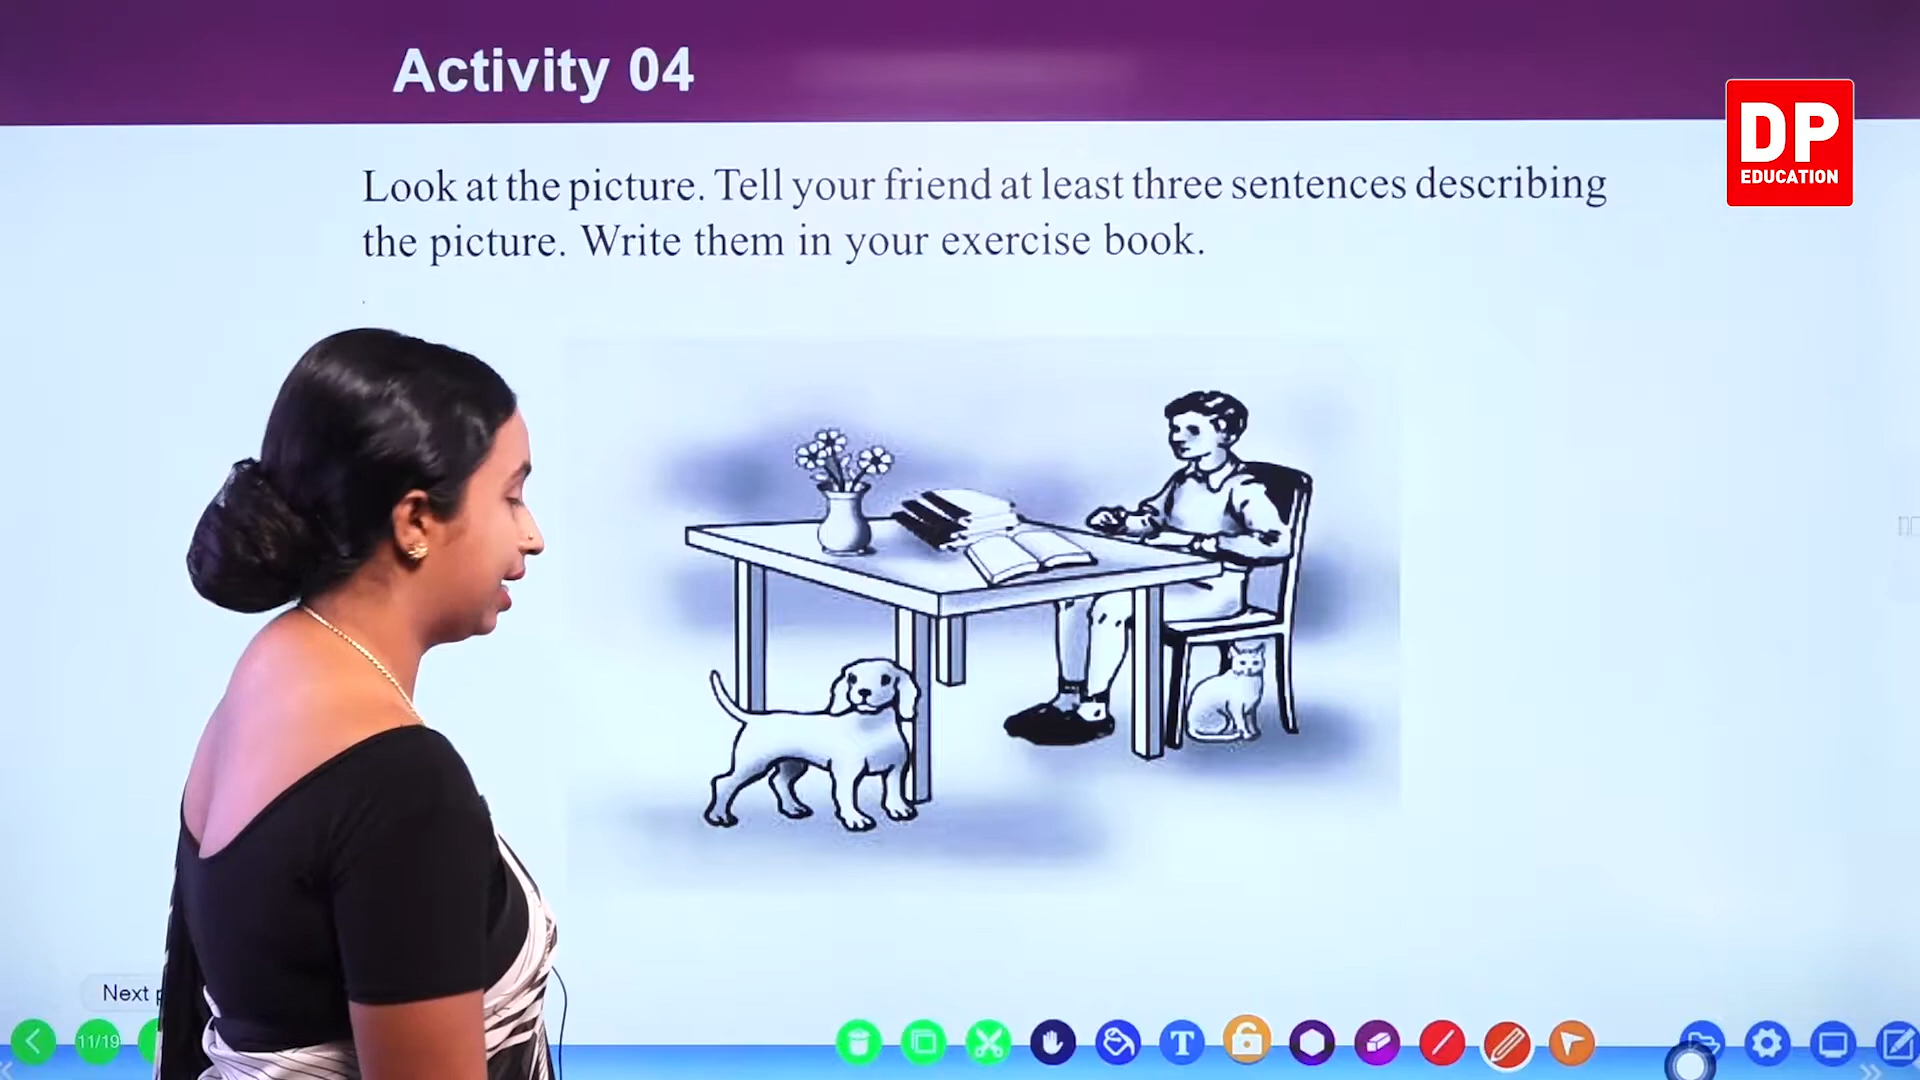 Activity 04
DP
EDUCATION
Look at the picture. Tell your friend at least three sentences describing
the picture. Write them in your exercise book.
Next
11/19
T